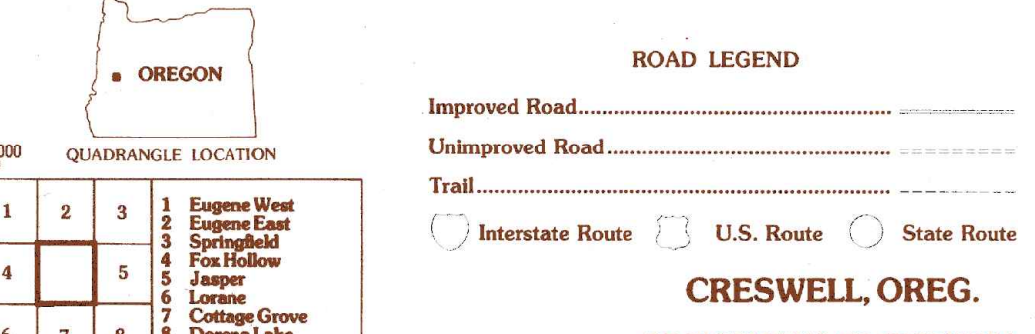 OREGON
000
QUADRANGLE LOCATION
1 2 3
4 5
1 Eugene West
2 Eugene East
3 Springfield
4 Fox Hollow
5 Jasper
6 Lorane
7 Cottage Grove
ROAD LEGEND
Improved Road
Unimproved Road
Trail
Interstate Route U.S. Route State Route
CRESWELL, OREG.